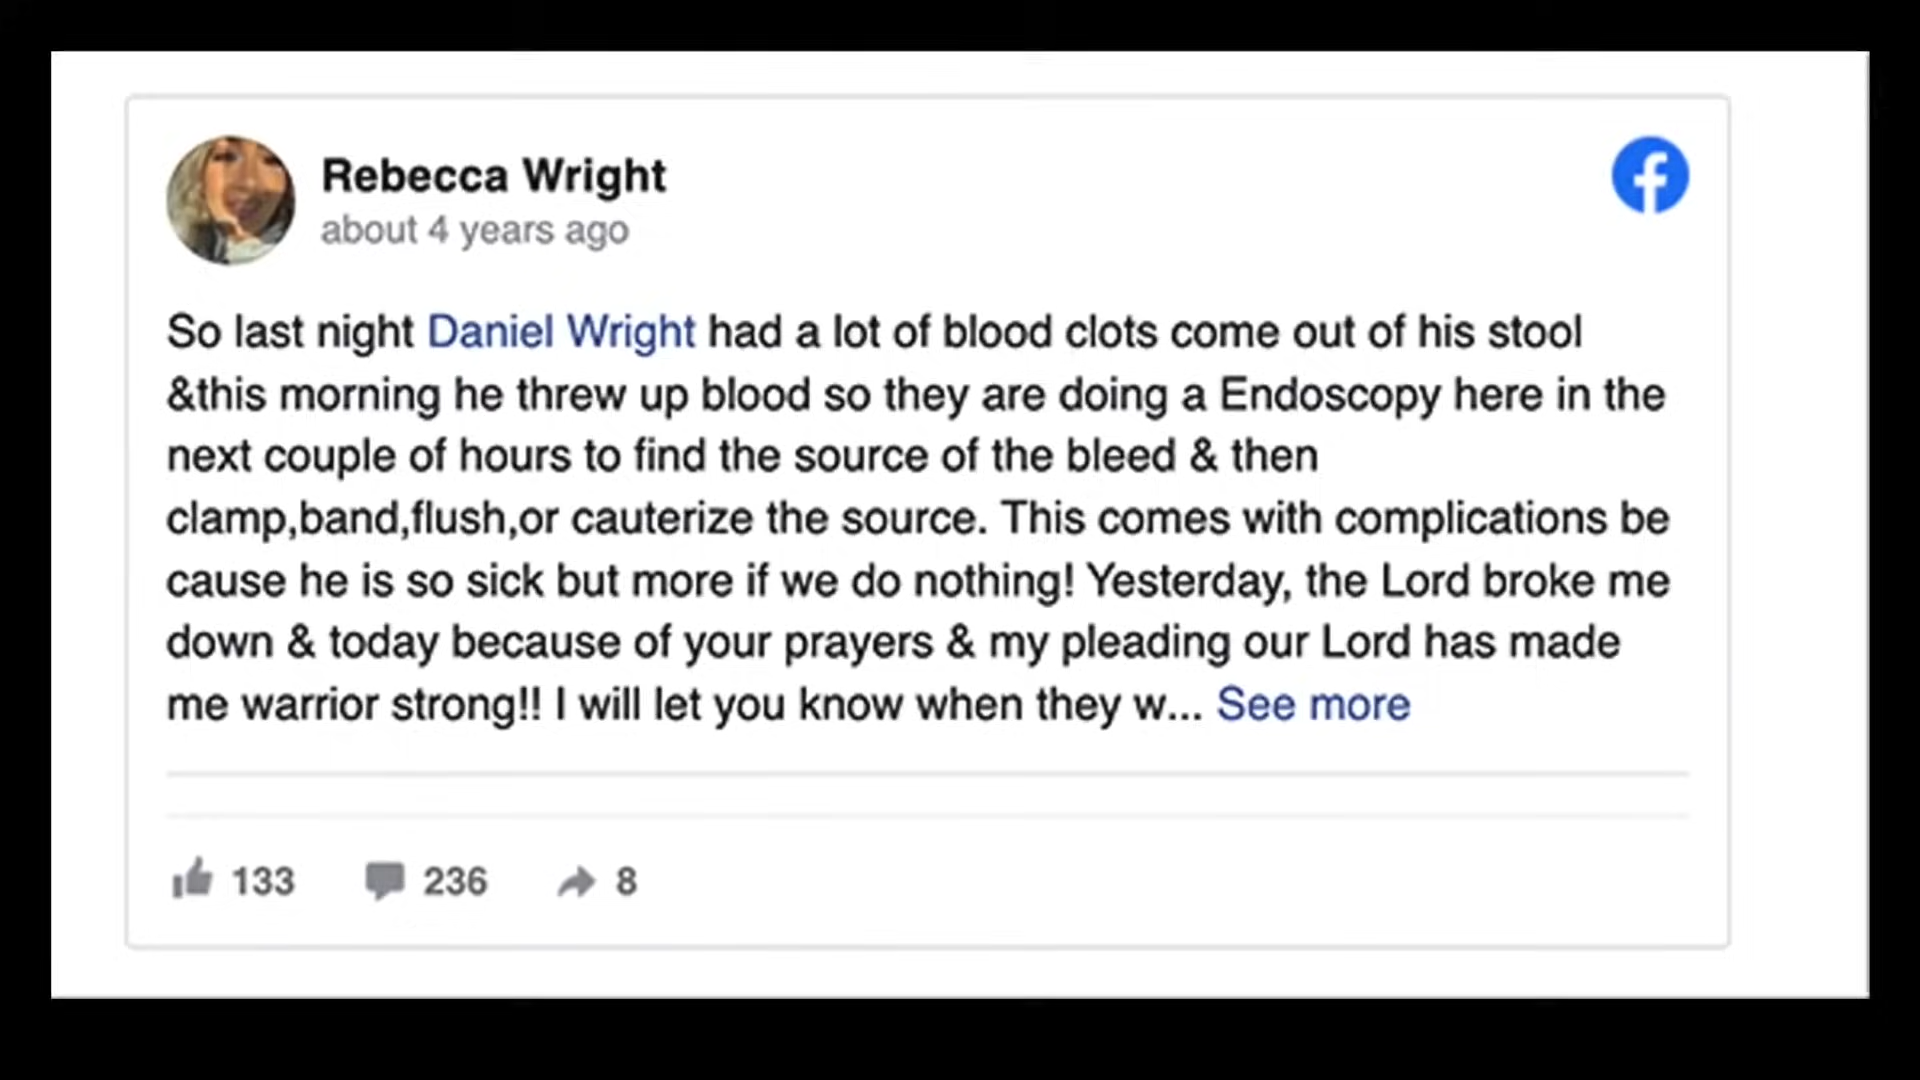 Rebecca Wright
about 4 years ago
So last night Daniel Wright had a lot of blood clots come out of his stool
&this morning he threw up blood so they are doing a Endoscopy here in the
next couple of hours to find the source of the bleed & then
clamp,band,flush,or cauterize the source. This comes with complications be
cause he is so sick but more if we do nothing! Yesterday, the Lord broke me
down & today because of your prayers & my pleading our Lord has made
me warrior strong!! I will let you know when they w... See more
133 236 8